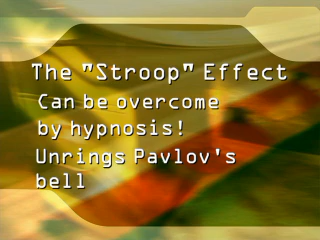 The "Stroop" Effect
Can be overcome
by hypnosis!
Unrings Pavlov's
bell